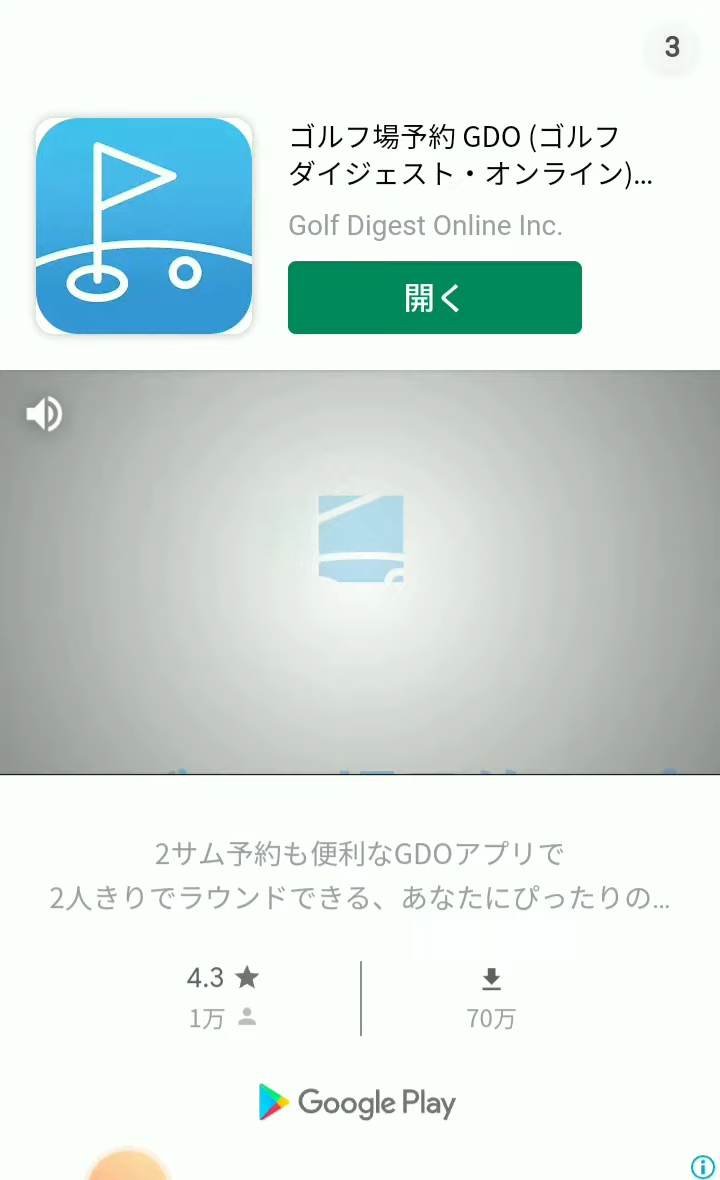 3
ゴルフ場予約 GDO (ゴルフ
ダイジェスト・オンライン)...
Golf Digest Online Inc.
開く
2サム予約も便利なGDOアプリで
2人きりでラウンドできる、あなたにぴったりの...
4.3
1万
70万
Google Play